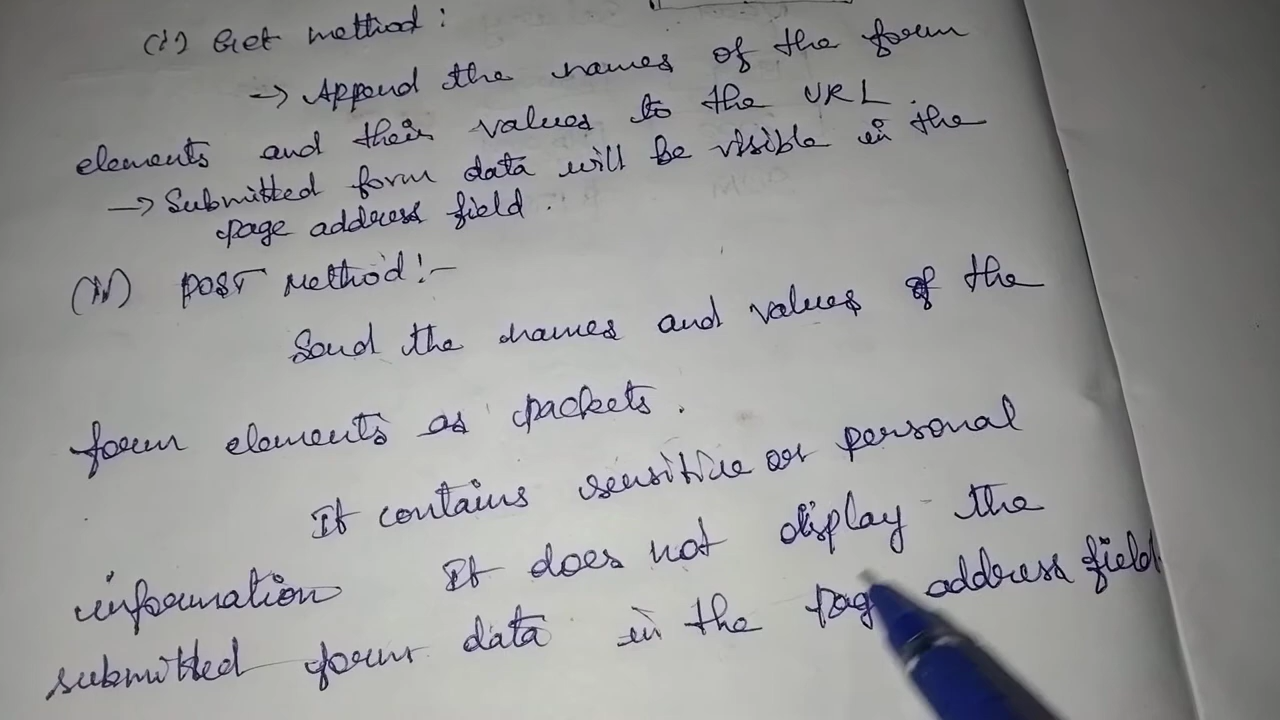 (i) Get method :
→ Append the names of the form
elements and their values to the URL
→ Submitted form data will be visible in the
page address field.
(ii) POST Method:-
Send the names and values of the
form elements as packets.
It contains sensitive or personal
information It does not display the
submitted form data in the page address field.